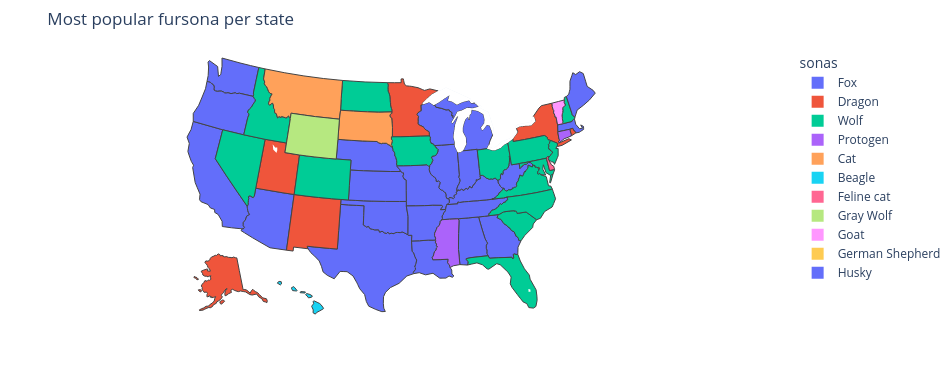 Most popular fursona per state
sonas
Fox
Dragon
Wolf
Protogen
Cat
Beagle
Feline cat
Gray Wolf
Goat
German Shepherd
Husky